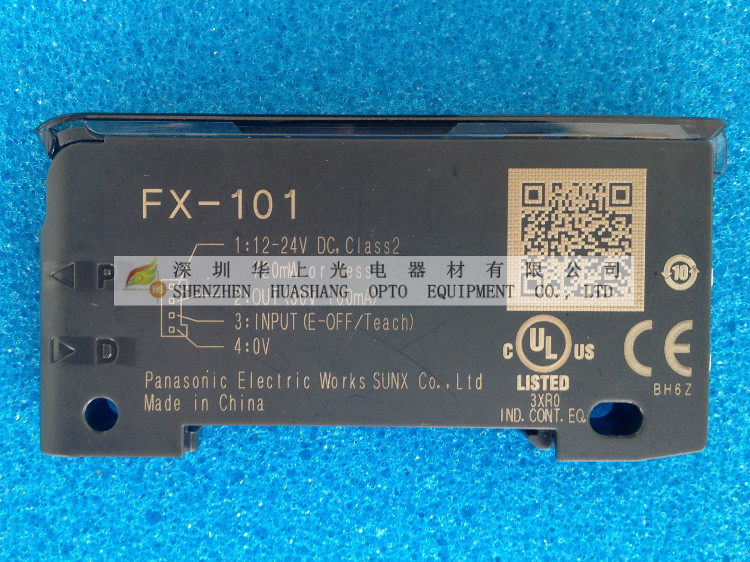 FX-101
1:12-24V DC, Class2
深圳华上光电器材有限公司
SHENZHEN HUASHANG OPTO EQUIPMENT CO., LTD
P
2:OUT(30V 100mA)
3:INPUT(E-OFF/Teach)
D
4:0V
10
C UL US
LISTED
3XR0
IND. CONT. EQ.
CE
BH6Z
Panasonic Electric Works SUNX Co., Ltd
Made in China